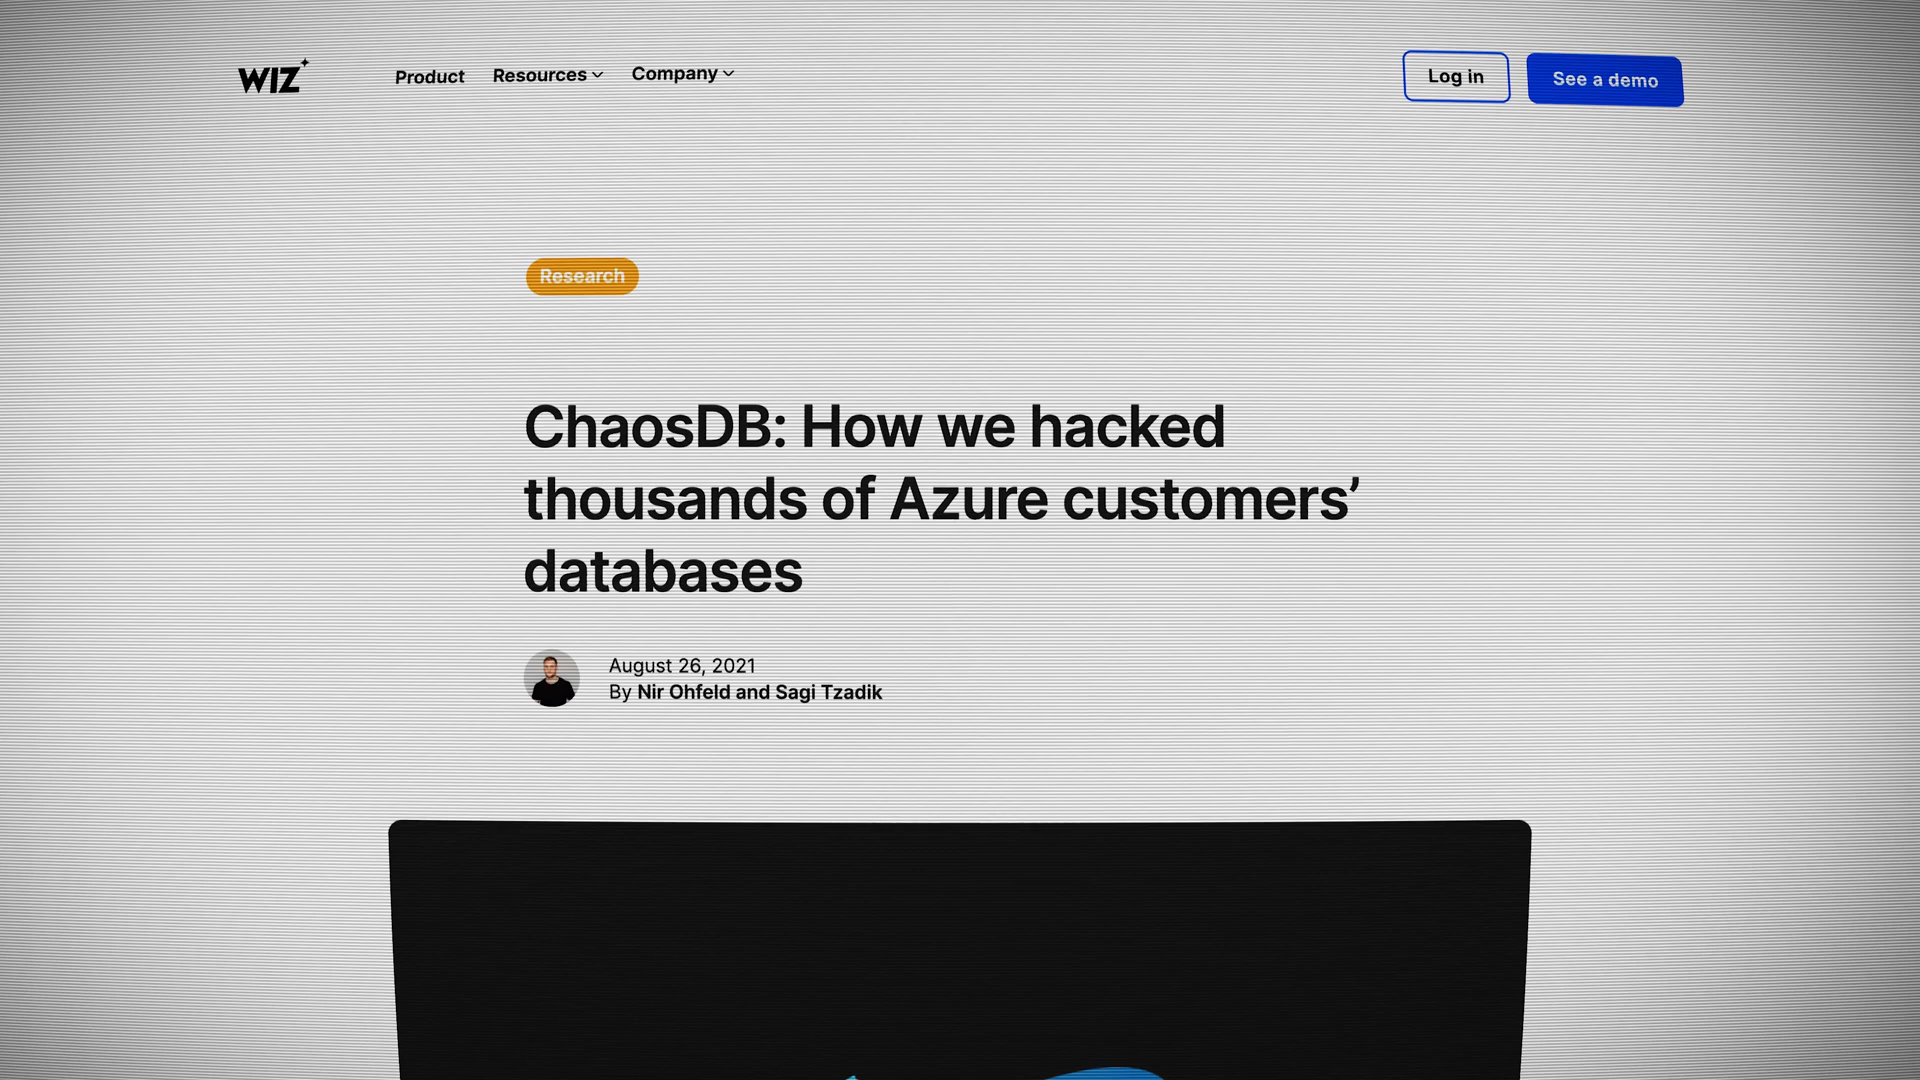 WIZ
Product Resources Company
Log in
See a demo
Research
ChaosDB: How we hacked
thousands of Azure customers’
databases
August 26, 2021
By Nir Ohfeld and Sagi Tzadik